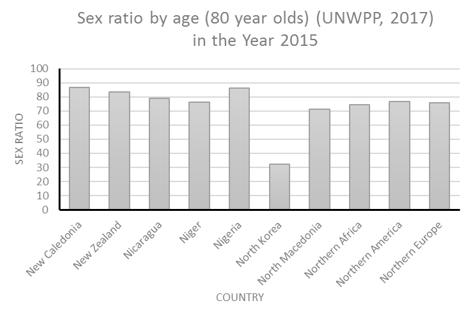 Sex ratio by age (80 year olds) (UNWPP, 2017)
in the Year 2015
100
90
80
70
60
50
40
30
20
10
0
SEX RATIO
New Caledonia
New Zealand
Nicaragua
Niger
Nigeria
North Korea
North Macedonia
Northern Africa
Northern America
Northern Europe
COUNTRY